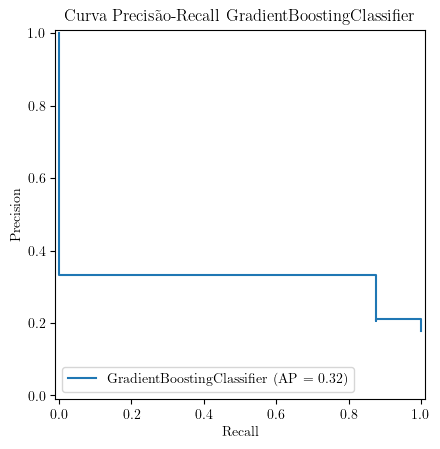 Curva Precisão-Recall GradientBoostingClassifier
1.0
0.8
0.6
0.4
0.2
0.0
Precision
GradientBoostingClassifier (AP = 0.32)
0.0 0.2 0.4 0.6 0.8 1.0
Recall